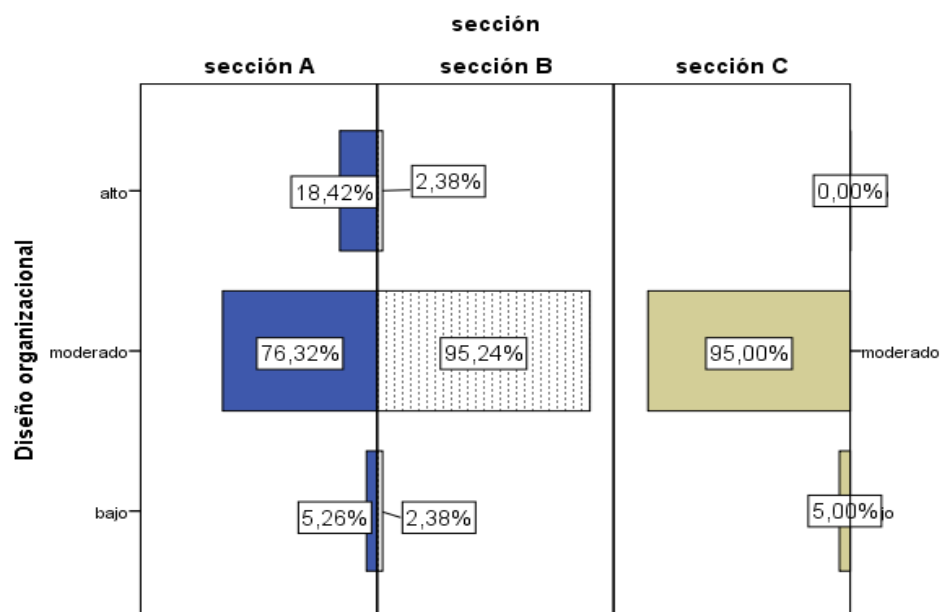 sección
sección A
sección B
sección C
Diseño organizacional
alto
18,42%
2,38%
0,00%
moderado
76,32%
95,24%
95,00%
moderado
bajo
5,26%
2,38%
5,00%